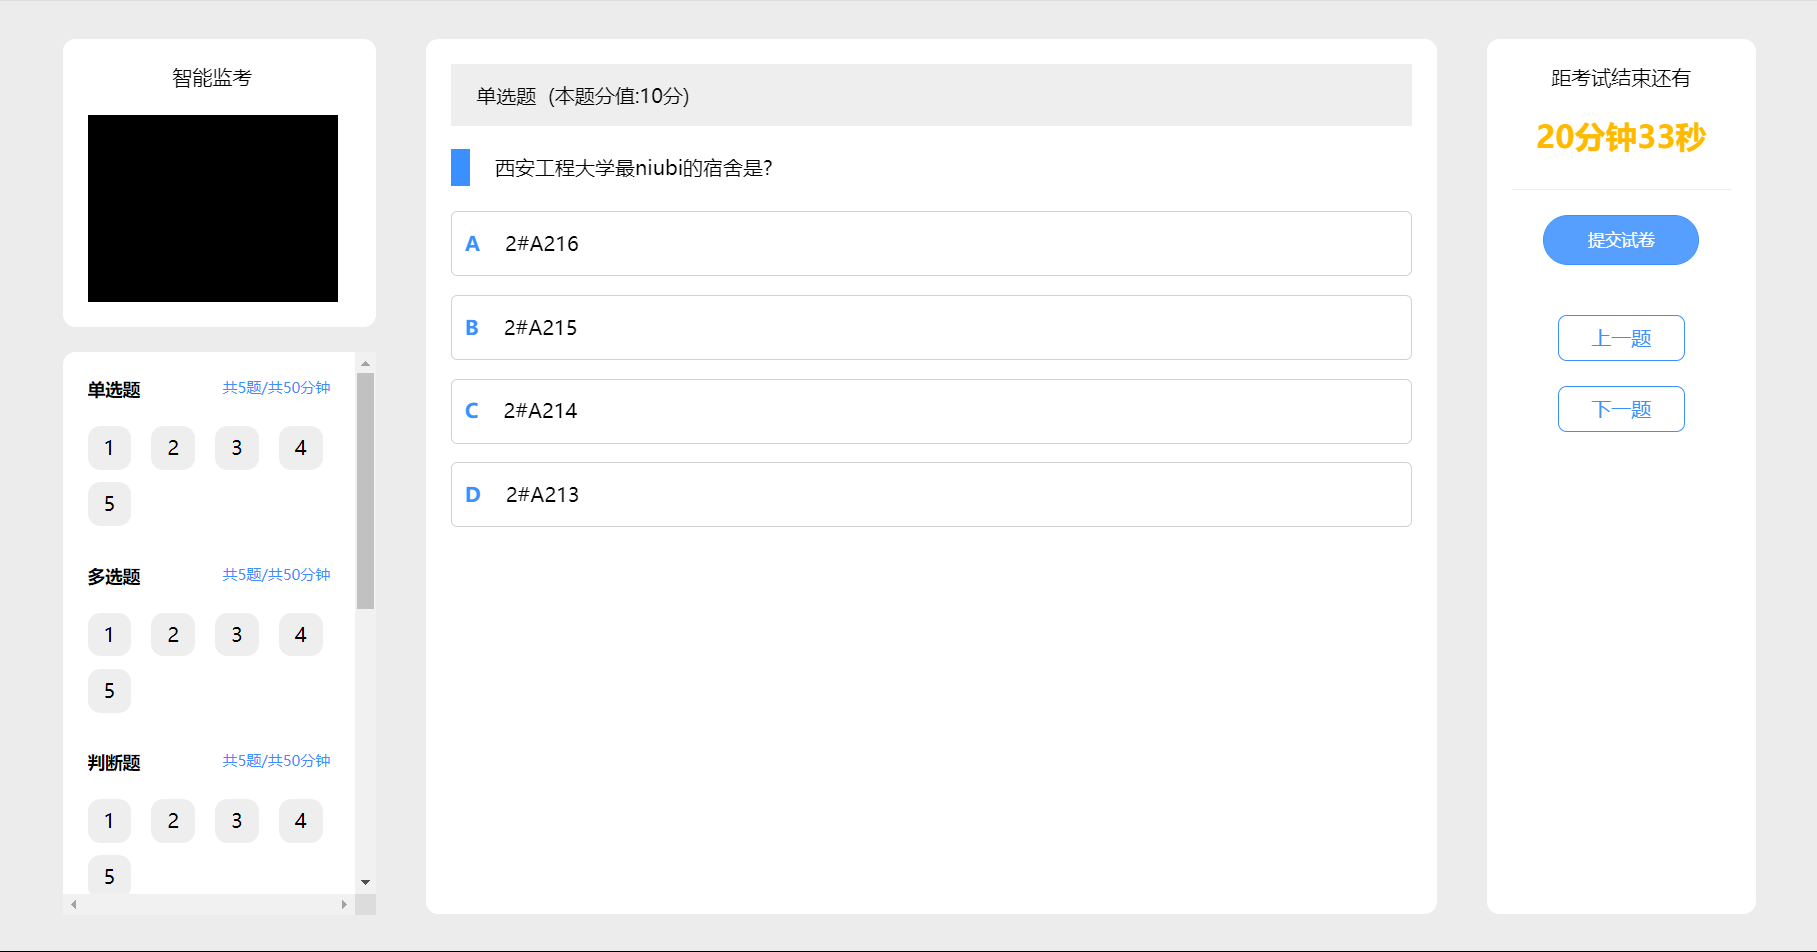 智能监考
单选题 共5题/共50分钟
1 2 3 4
5
多选题 共5题/共50分钟
1 2 3 4
5
判断题 共5题/共50分钟
1 2 3 4
5
单选题 (本题分值:10分)
西安工程大学最niubi的宿舍是?
A 2#A216
B 2#A215
C 2#A214
D 2#A213
距考试结束还有
20分钟33秒
提交试卷
上一题
下一题